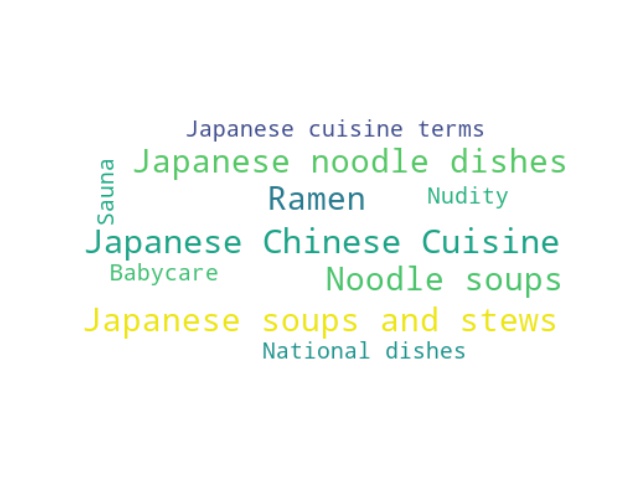 Japanese cuisine terms
Sauna
Japanese noodle dishes
Ramen
Nudity
Japanese Chinese Cuisine
Babycare
Noodle soups
Japanese soups and stews
National dishes